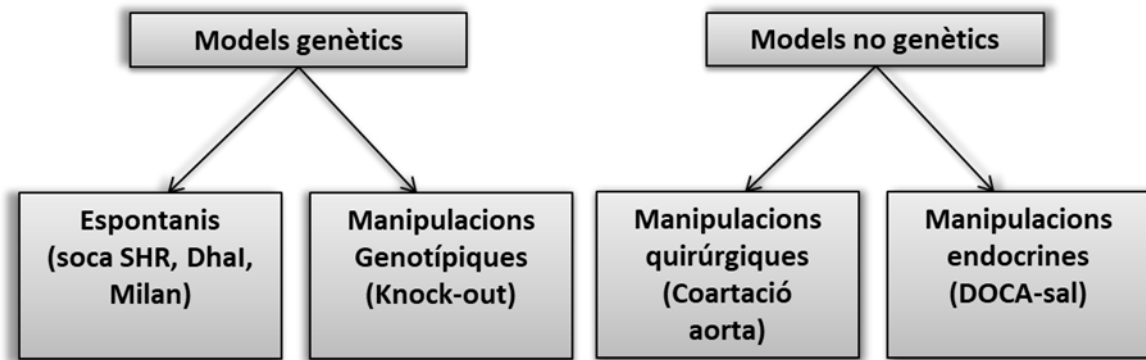 Models genètics
Models no genètics
Espontanis
(soca SHR, Dhal,
Milan)
Manipulacions
Genotípiques
(Knock-out)
Manipulacions
quirúrgiques
(Coartació
aorta)
Manipulacions
endocrines
(DOCA-sal)